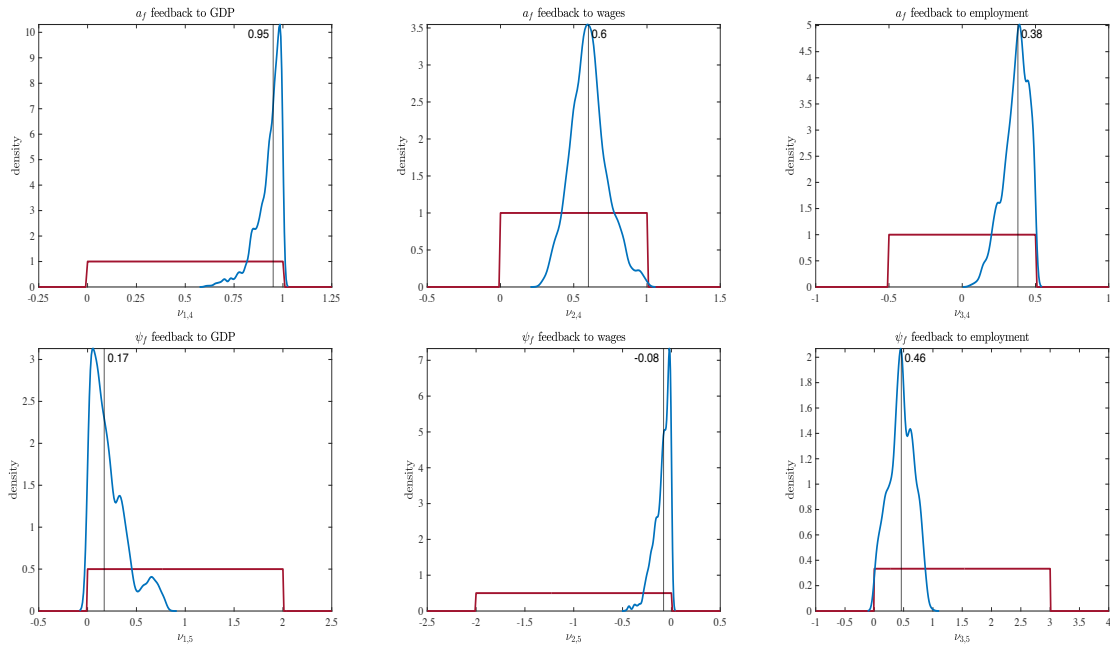 a_f feedback to GDP
0.95
10
9
8
7
6
5
4
3
2
1
0
density
-0.25 0 0.25 0.5 0.75 1 1.25
ν_{1,4}
a_f feedback to wages
0.6
3.5
3
2.5
2
1.5
1
0.5
0
density
-0.5 0 0.5 1 1.5
ν_{2,4}
a_f feedback to employment
0.38
5
4.5
4
3.5
3
2.5
2
1.5
1
0.5
0
density
-1 -0.5 0 0.5 1
ν_{3,4}
ψ_f feedback to GDP
0.17
3
2.5
2
1.5
1
0.5
0
density
-0.5 0 0.5 1 1.5 2 2.5
ν_{1,5}
ψ_f feedback to wages
-0.08
7
6
5
4
3
2
1
0
density
-2.5 -2 -1.5 -1 -0.5 0 0.5
ν_{2,5}
ψ_f feedback to employment
0.46
2
1.8
1.6
1.4
1.2
1
0.8
0.6
0.4
0.2
0
density
-1 -0.5 0 0.5 1 1.5 2 2.5 3 3.5 4
ν_{3,5}